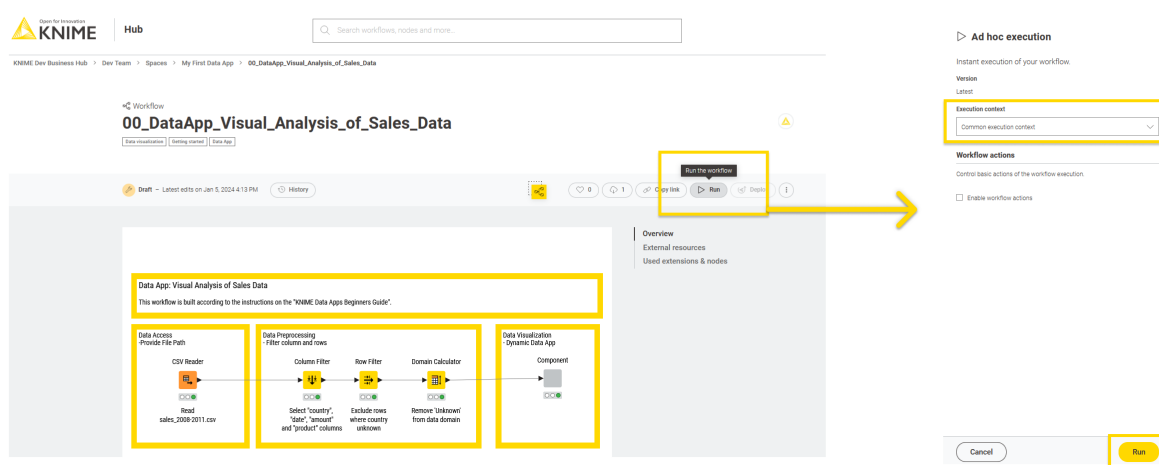 Open for Innovation
KNIME
Hub
Search workflows, nodes and more...
KNIME Dev Business Hub > Dev Team > Spaces > My First Data App > 00_DataApp_Visual_Analysis_of_Sales_Data
Workflow
00_DataApp_Visual_Analysis_of_Sales_Data
Data visualization
Getting started
Data App
Run the workflow
Draft – Latest edits on Jan 5, 2024 4:13 PM
History
0
1
Copy link
Run
Deploy
Overview
External resources
Used extensions & nodes
Data App: Visual Analysis of Sales Data
This workflow is built according to the instructions on the "KNIME Data Apps Beginners Guide".
Data Access
-Provide File Path
CSV Reader
Read
sales_2008-2011.csv
Data Preprocessing
- Filter column and rows
Column Filter
Select "country",
"date", "amount"
and "product" columns
Row Filter
Exclude rows
where country
unknown
Domain Calculator
Remove 'Unknown'
from data domain
Data Visualization
- Dynamic Data App
Component
Ad hoc execution
Instant execution of your workflow.
Version
Latest
Execution context
Common execution context
Workflow actions
Control basic actions of the workflow execution.
Enable workflow actions
Cancel
Run